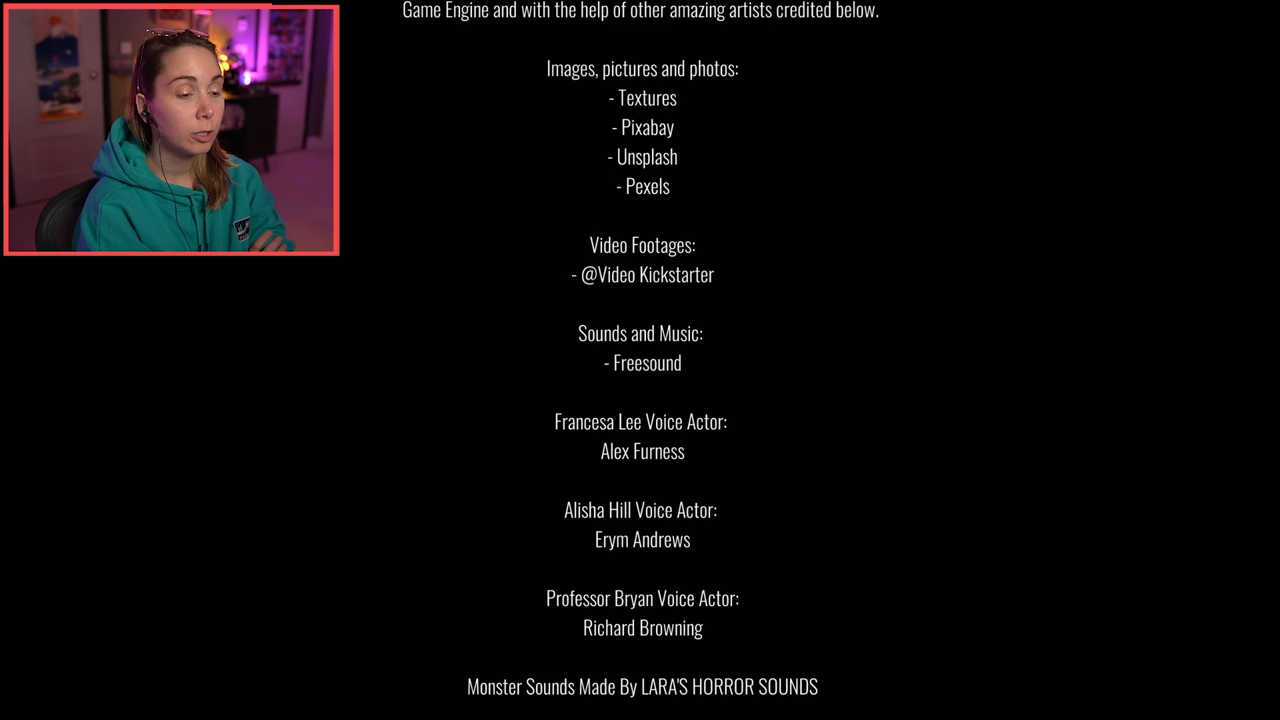 Game Engine and with the help of other amazing artists credited below.
Images, pictures and photos:
- Textures
- Pixabay
- Unsplash
- Pexels
Video Footages:
- @Video Kickstarter
Sounds and Music:
- Freesound
Francesa Lee Voice Actor:
Alex Furness
Alisha Hill Voice Actor:
Erym Andrews
Professor Bryan Voice Actor:
Richard Browning
Monster Sounds Made By LARA'S HORROR SOUNDS